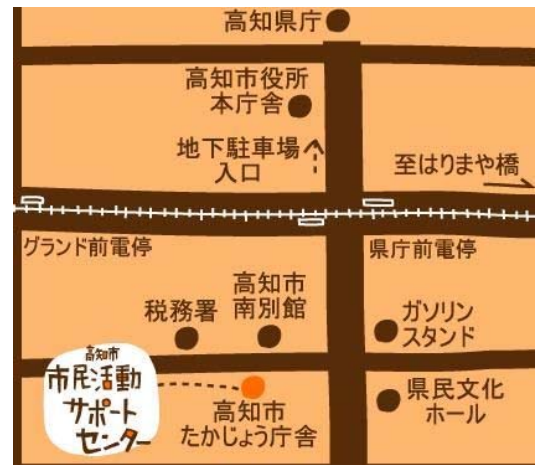 高知県庁
高知市役所
本庁舎
地下駐車場
入口
至はりまや橋
グランド前電停
県庁前電停
高知市
南別館
税務署
ガソリン
スタンド
高知市
市民活動
サポート
センター
高知市
たかじょう庁舎
県民文化
ホール